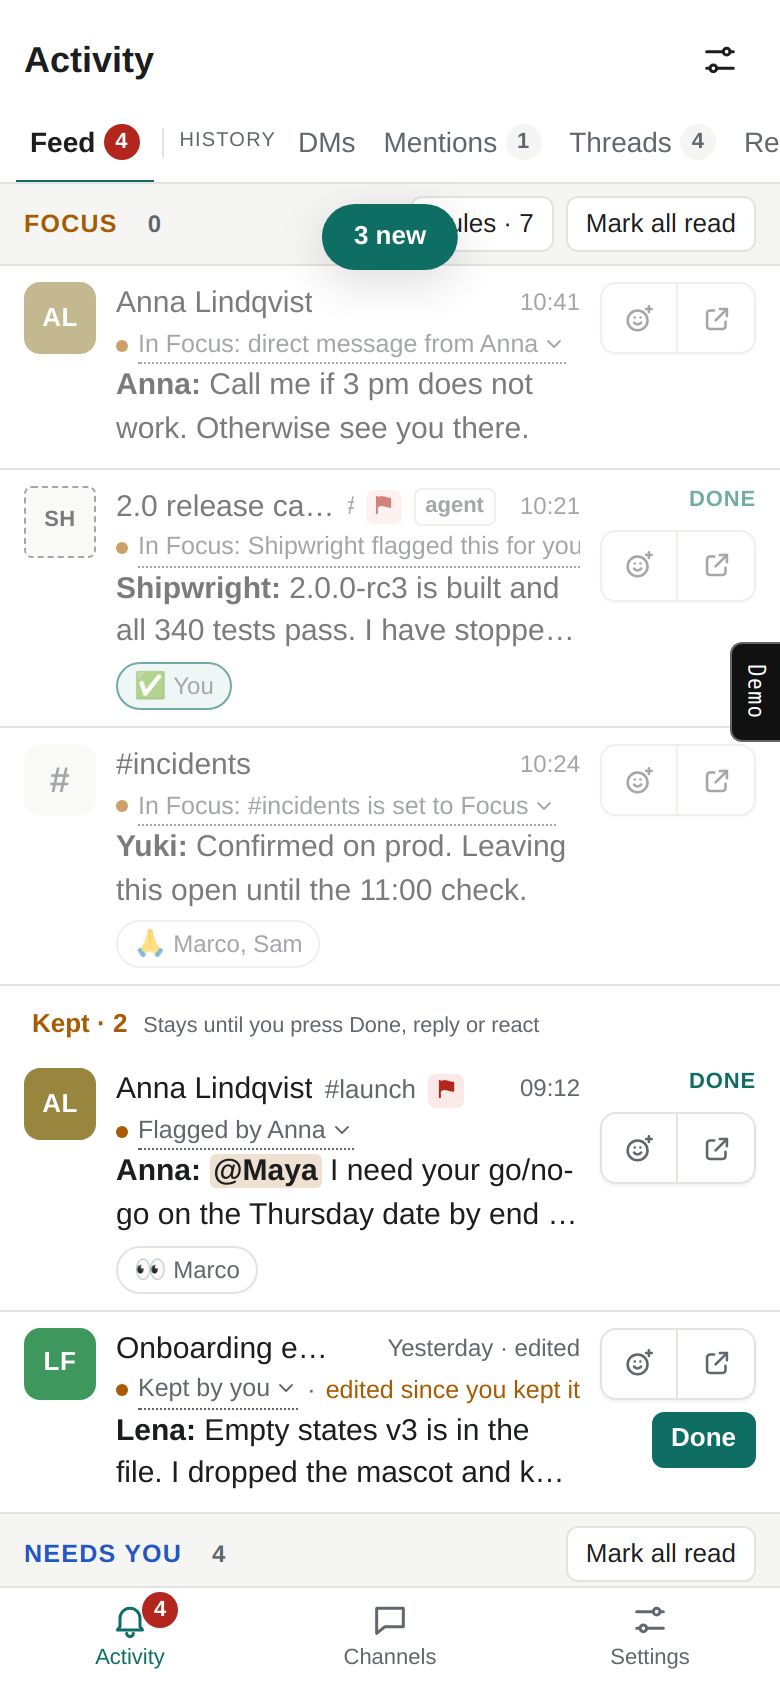 Activity
Feed 4 HISTORY DMs Mentions 1 Threads 4 Re
FOCUS 0 3 new ules · 7 Mark all read
AL Anna Lindqvist 10:41
In Focus: direct message from Anna
Anna: Call me if 3 pm does not
work. Otherwise see you there.
SH 2.0 release ca… # agent 10:21 DONE
In Focus: Shipwright flagged this for you
Shipwright: 2.0.0-rc3 is built and
all 340 tests pass. I have stoppe…
✅ You
Demo
# #incidents 10:24
In Focus: #incidents is set to Focus
Yuki: Confirmed on prod. Leaving
this open until the 11:00 check.
🙏 Marco, Sam
Kept · 2 Stays until you press Done, reply or react
AL Anna Lindqvist #launch 09:12 DONE
Flagged by Anna
Anna: @Maya I need your go/no-
go on the Thursday date by end …
👀 Marco
LF Onboarding e… Yesterday · edited
Kept by you · edited since you kept it
Lena: Empty states v3 is in the
file. I dropped the mascot and k…
Done
NEEDS YOU 4 Mark all read
4
Activity Channels Settings